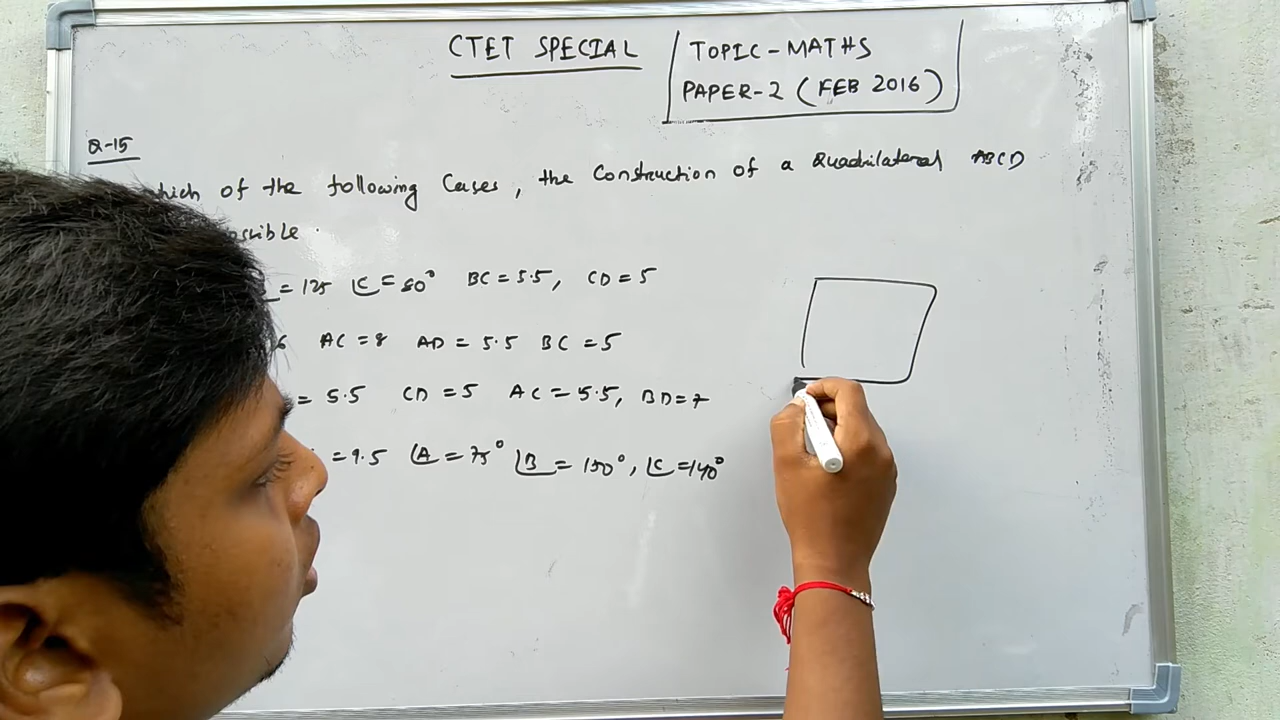 CTET SPECIAL
TOPIC-MATHS
PAPER-2 (FEB 2016)
Q-15
of the following Cases, the Construction of a Quadrilateral ABCD
= 125 ∠C = 80° BC = 5.5, CD = 5
AC = 8 AD = 5.5 BC = 5
= 5.5 CD = 5 AC = 5.5, BD = 7
= 9.5 ∠A = 75° ∠B = 150°, ∠C = 140°